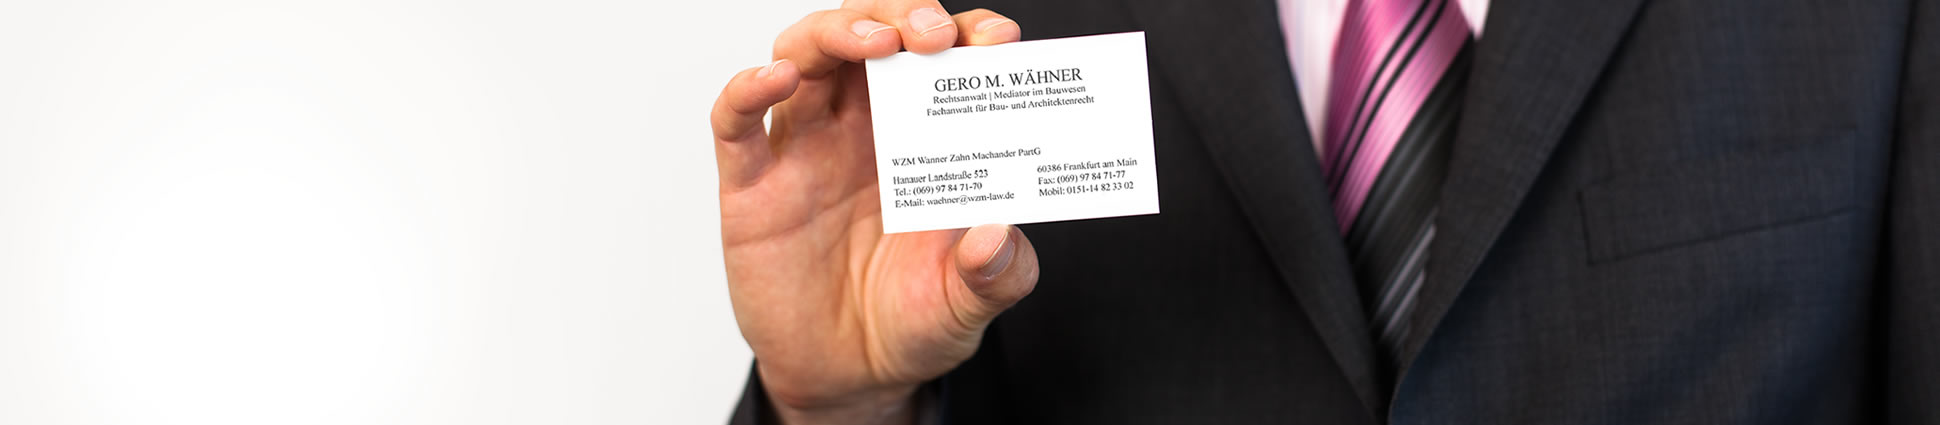 GERO M. WÄHNER
Rechtsanwalt | Mediator im Bauwesen
Fachanwalt für Bau- und Architektenrecht
WZM Wanner Zahn Machander PartG
Hanauer Landstraße 523
Tel.: (069) 97 84 71-70
E-Mail: waehner@wzm-law.de
60386 Frankfurt am Main
Fax: (069) 97 84 71-77
Mobil: 0151-14 82 33 02